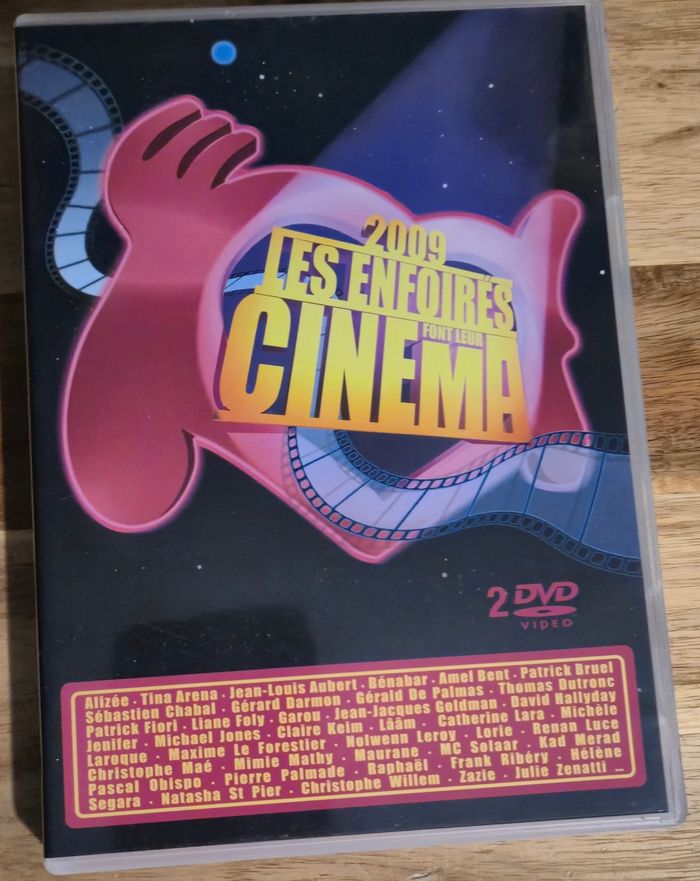 2009
LES ENFOIRÉS
FONT LEUR
CINEMA
2 DVD
VIDEO
Alizée · Tina Arena · Jean-Louis Aubert · Bénabar · Amel Bent · Patrick Bruel
Sébastien Chabal · Gérard Darmon · Gérald De Palmas · Thomas Dutronc
Patrick Fiori · Liane Foly · Garou · Jean-Jacques Goldman · David Hallyday
Jenifer · Michael Jones · Claire Keim · Lââm · Catherine Lara · Michèle
Laroque · Maxime Le Forestier · Nolwenn Leroy · Lorie · Renan Luce
Christophe Maé · Mimie Mathy · Maurane · MC Solaar · Kad Merad
Pascal Obispo · Pierre Palmade · Raphaël · Frank Ribéry · Hélène
Segara · Natasha St Pier · Christophe Willem · Zazie · Julie Zenatti ...